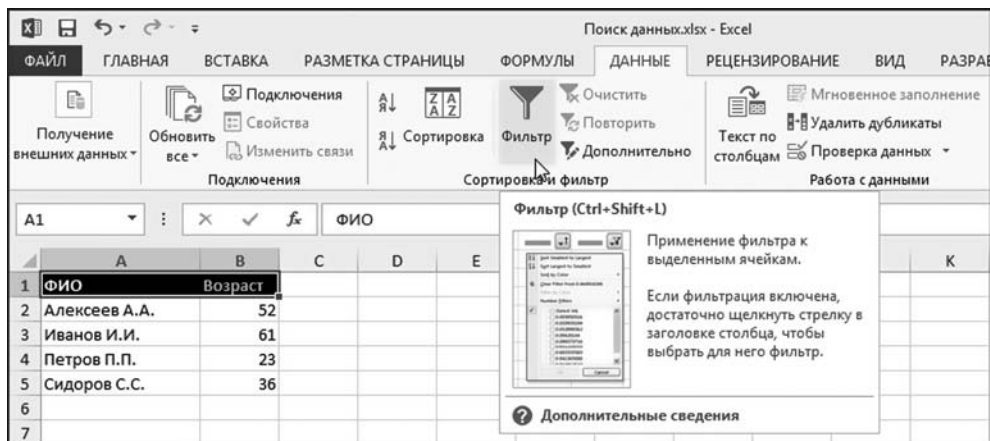 Поиск данных.xlsx - Excel
ФАЙЛ ГЛАВНАЯ ВСТАВКА РАЗМЕТКА СТРАНИЦЫ ФОРМУЛЫ ДАННЫЕ РЕЦЕНЗИРОВАНИЕ ВИД РАЗРАБ
Получение
внешних данных
Обновить
все
Подключения
Свойства
Изменить связи
Подключения
Сортировка
Фильтр
Очистить
Повторить
Дополнительно
Сортировка и фильтр
Текст по
столбцам
Мгновенное заполнение
Удалить дубликаты
Проверка данных
Работа с данными
A1 fx ФИО
A B C D E K
1 ФИО Возраст
2 Алексеев А.А. 52
3 Иванов И.И. 61
4 Петров П.П. 23
5 Сидоров С.С. 36
6
7
Фильтр (Ctrl+Shift+L)
Применение фильтра к
выделенным ячейкам.
Если фильтрация включена,
достаточно щелкнуть стрелку в
заголовке столбца, чтобы
выбрать для него фильтр.
Дополнительные сведения